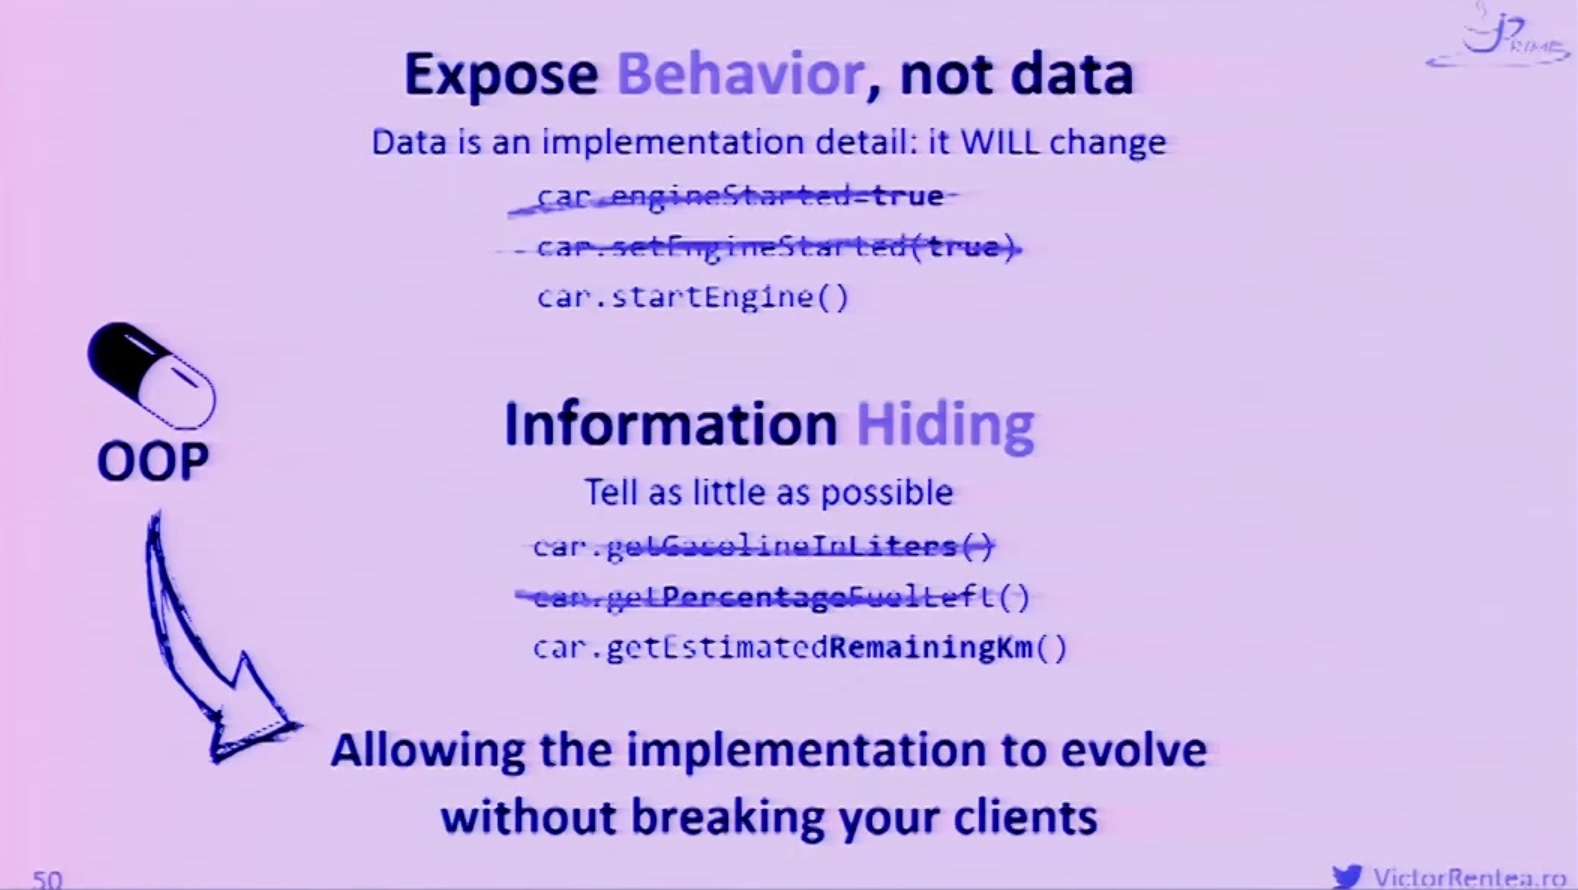 JPRIME
Expose Behavior, not data
Data is an implementation detail: it WILL change
car.engineStarted=true
car.setEngineStarted(true)
car.startEngine()
OOP
Information Hiding
Tell as little as possible
car.getGasolineInLiters()
car.getPercentageFuelLeft()
car.getEstimatedRemainingKm()
Allowing the implementation to evolve
without breaking your clients
50
VictorRentea.ro